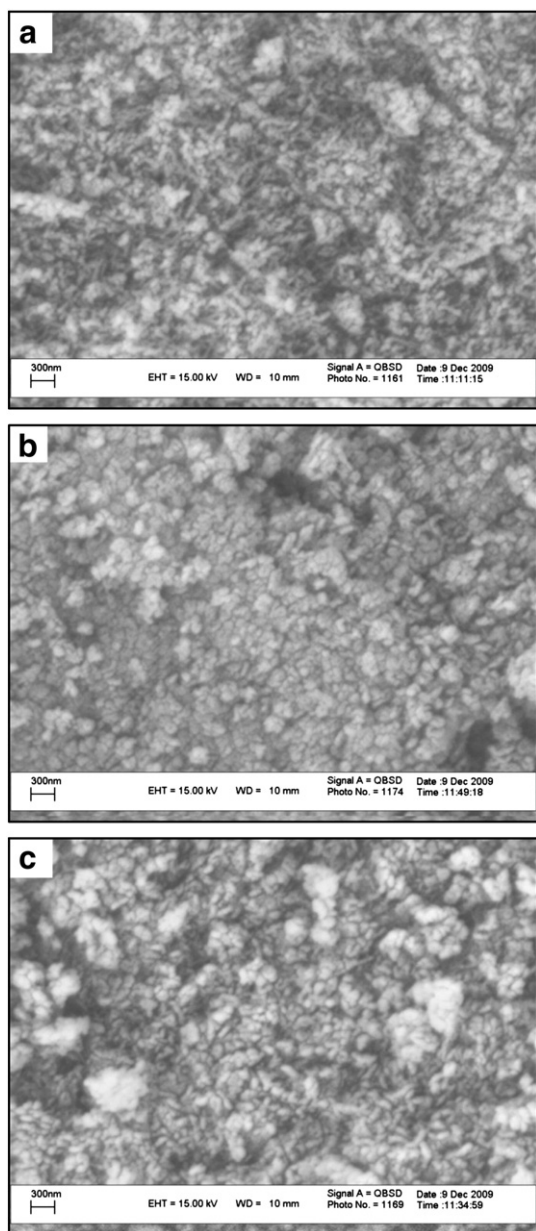 a
300nm
EHT = 15.00 kV WD = 10 mm
Signal A = QBSD Date :9 Dec 2009
Photo No. = 1161 Time :11:11:15
b
300nm
EHT = 15.00 kV WD = 10 mm
Signal A = QBSD Date :9 Dec 2009
Photo No. = 1174 Time :11:49:18
c
300nm
EHT = 15.00 kV WD = 10 mm
Signal A = QBSD Date :9 Dec 2009
Photo No. = 1169 Time :11:34:59